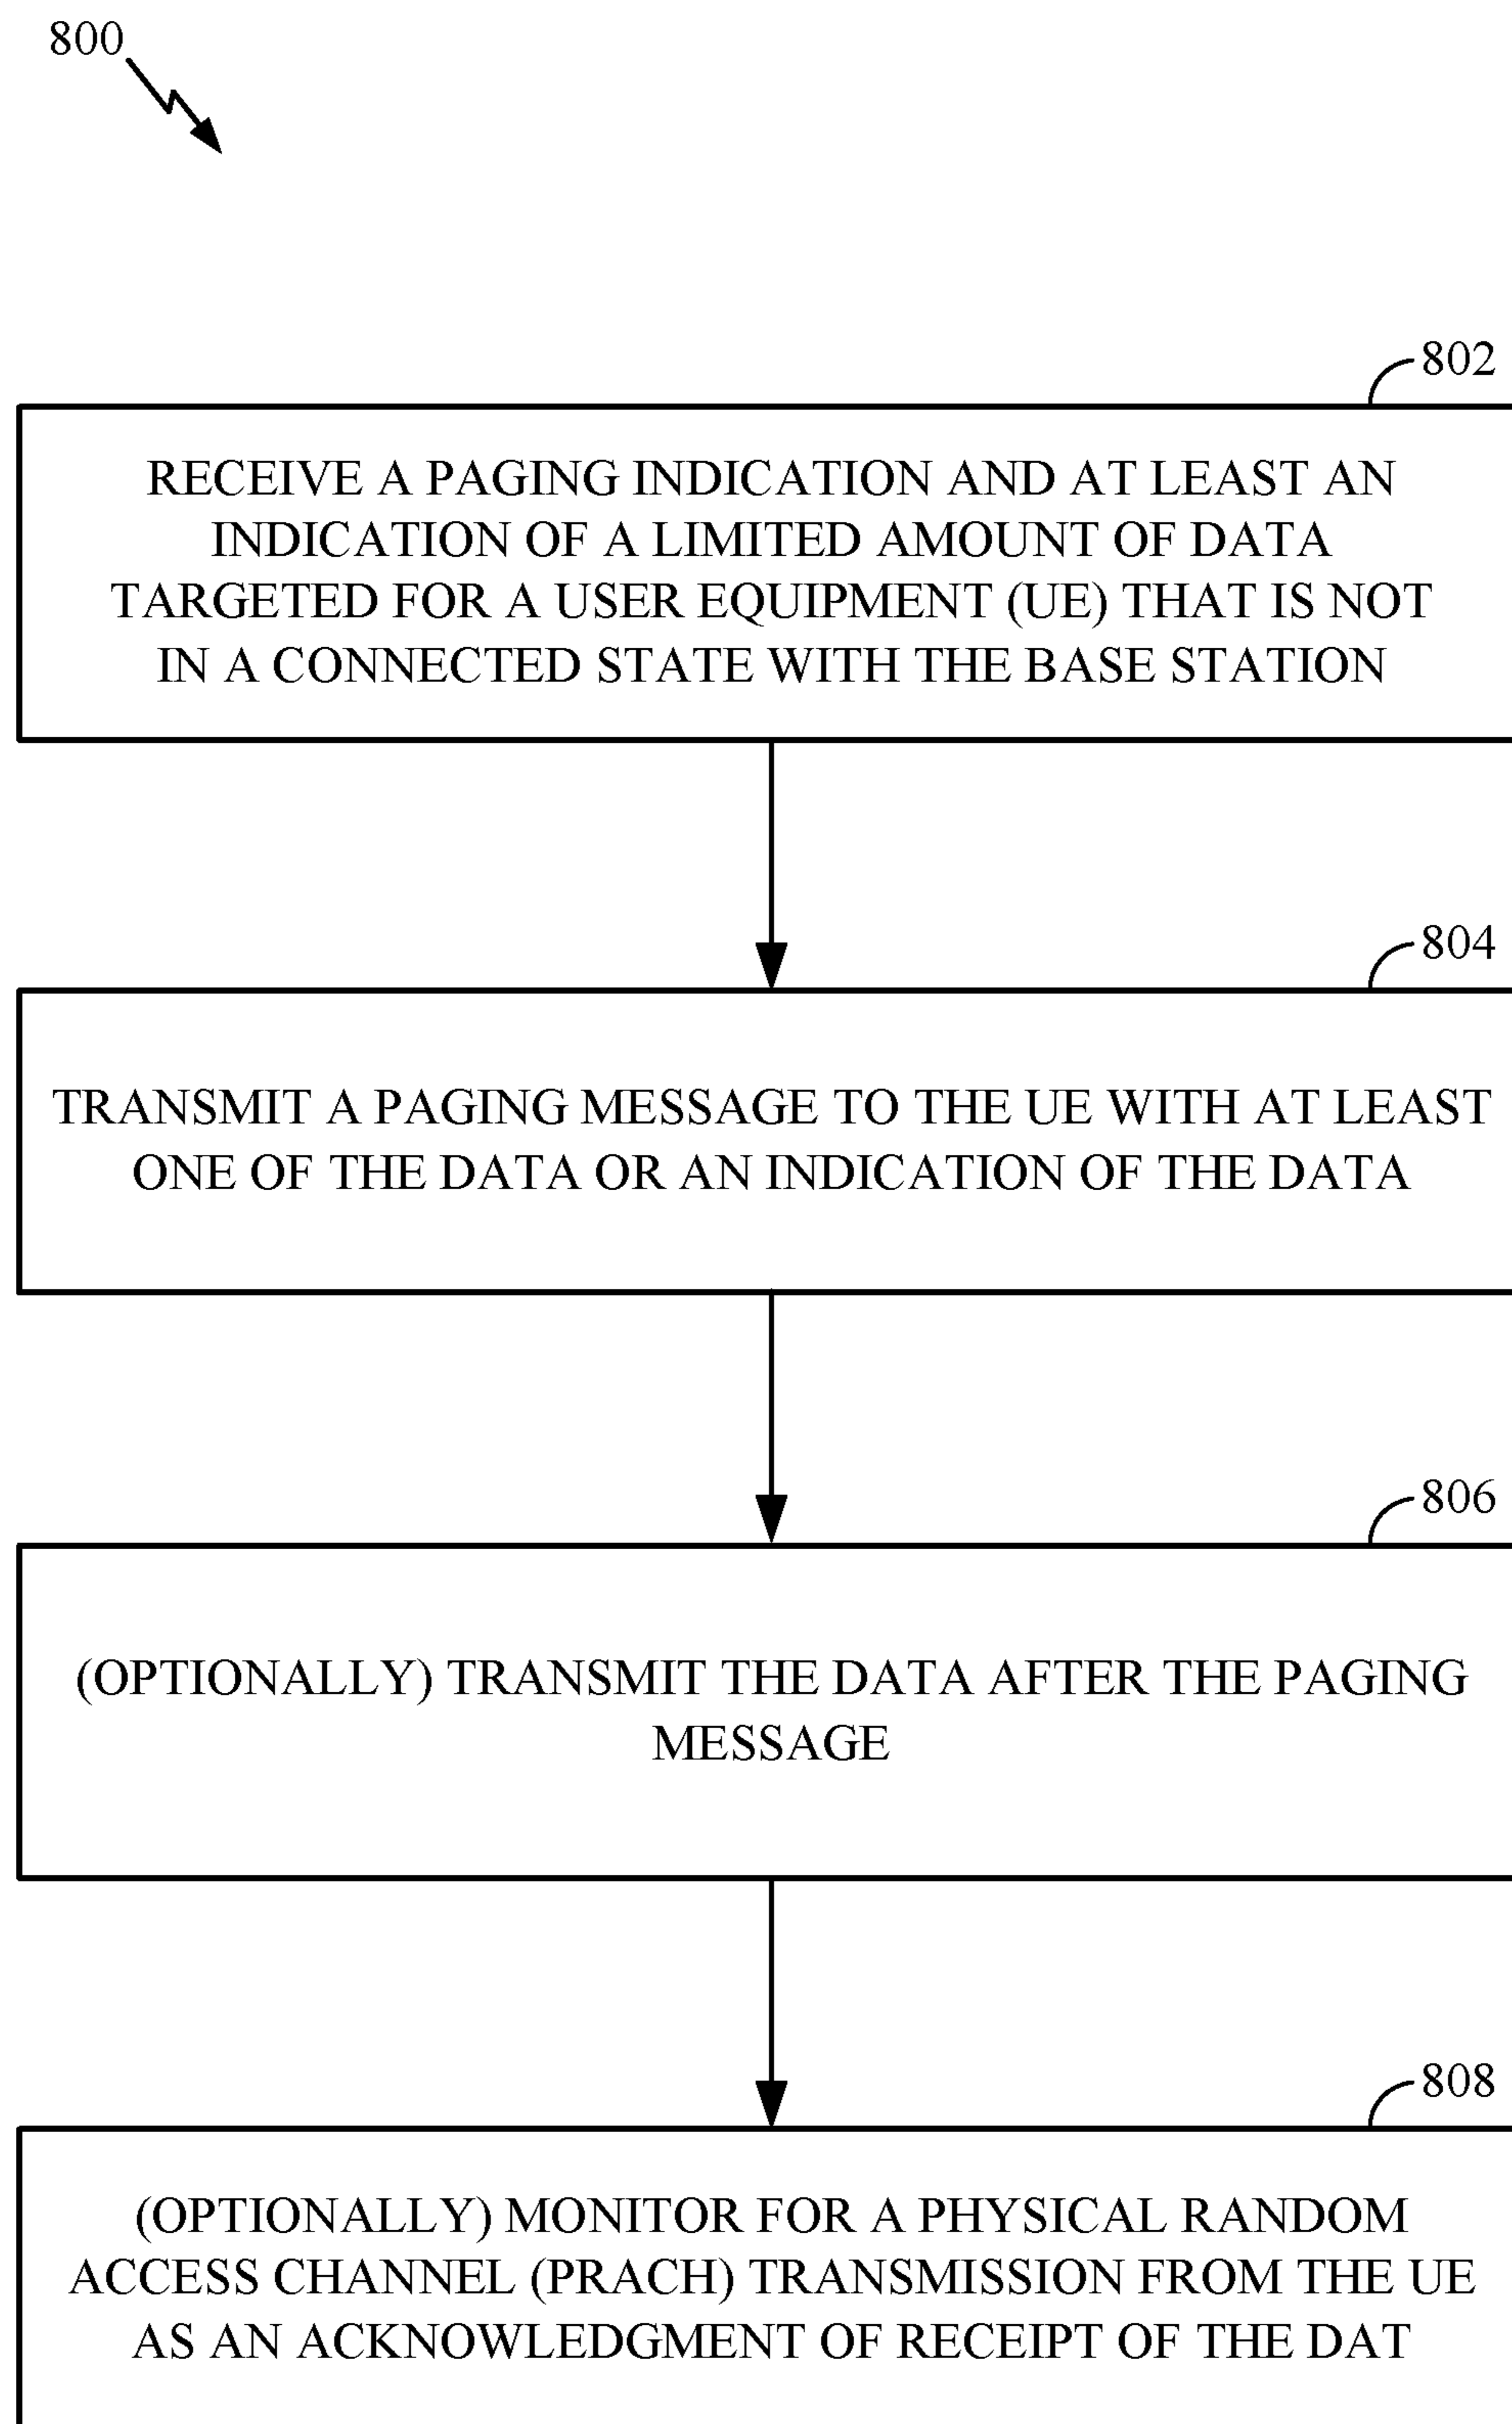 800
802
RECEIVE A PAGING INDICATION AND AT LEAST AN
INDICATION OF A LIMITED AMOUNT OF DATA
TARGETED FOR A USER EQUIPMENT (UE) THAT IS NOT
IN A CONNECTED STATE WITH THE BASE STATION
804
TRANSMIT A PAGING MESSAGE TO THE UE WITH AT LEAST
ONE OF THE DATA OR AN INDICATION OF THE DATA
806
(OPTIONALLY) TRANSMIT THE DATA AFTER THE PAGING
MESSAGE
808
(OPTIONALLY) MONITOR FOR A PHYSICAL RANDOM
ACCESS CHANNEL (PRACH) TRANSMISSION FROM THE UE
AS AN ACKNOWLEDGMENT OF RECEIPT OF THE DAT